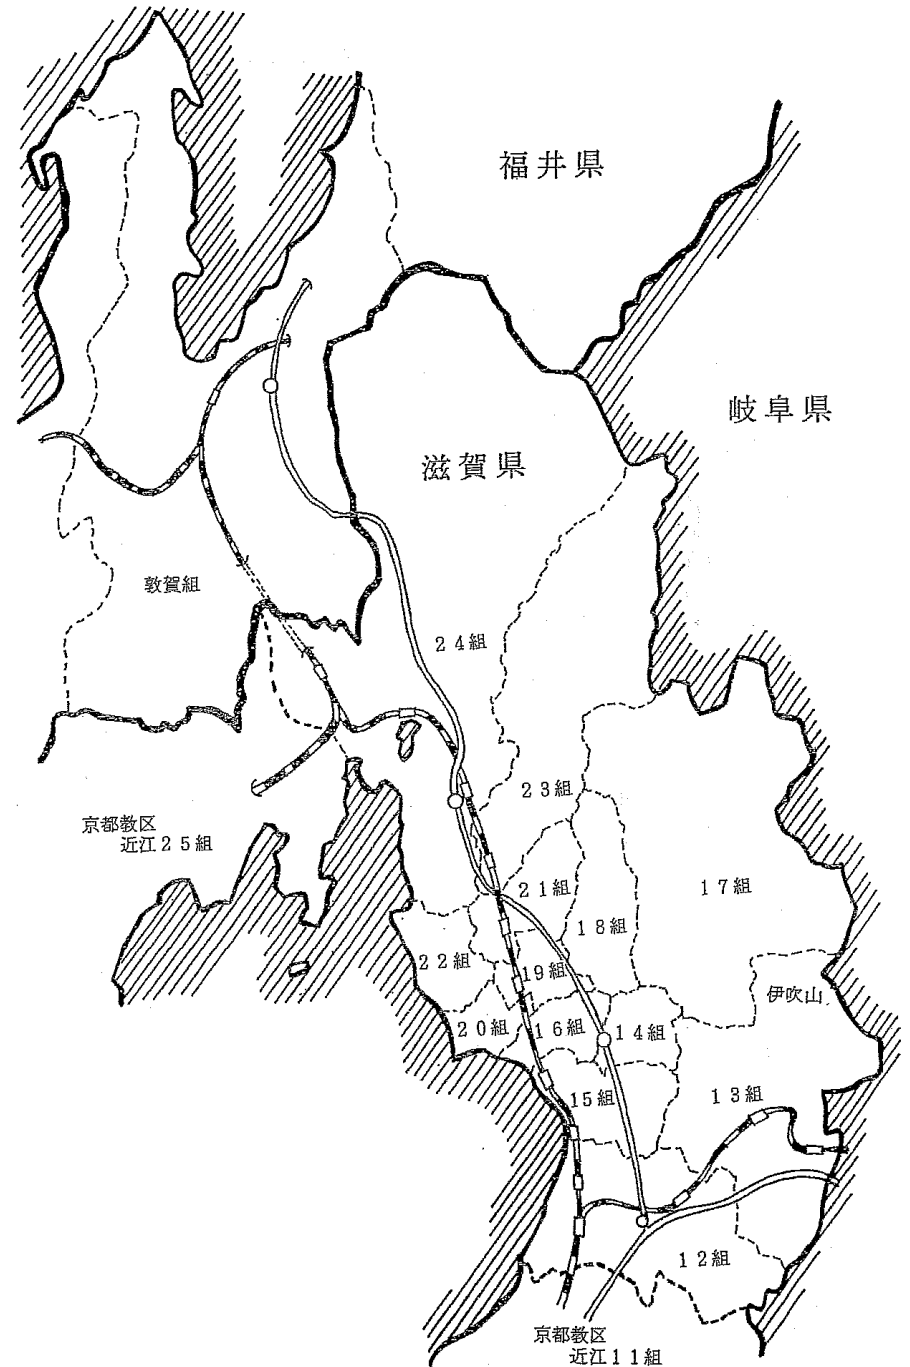 福井県
岐阜県
滋賀県
敦賀組
24組
23組
京都教区
近江25組
21組
17組
18組
22組
19組
伊吹山
20組
16組
14組
15組
13組
12組
京都教区
近江11組